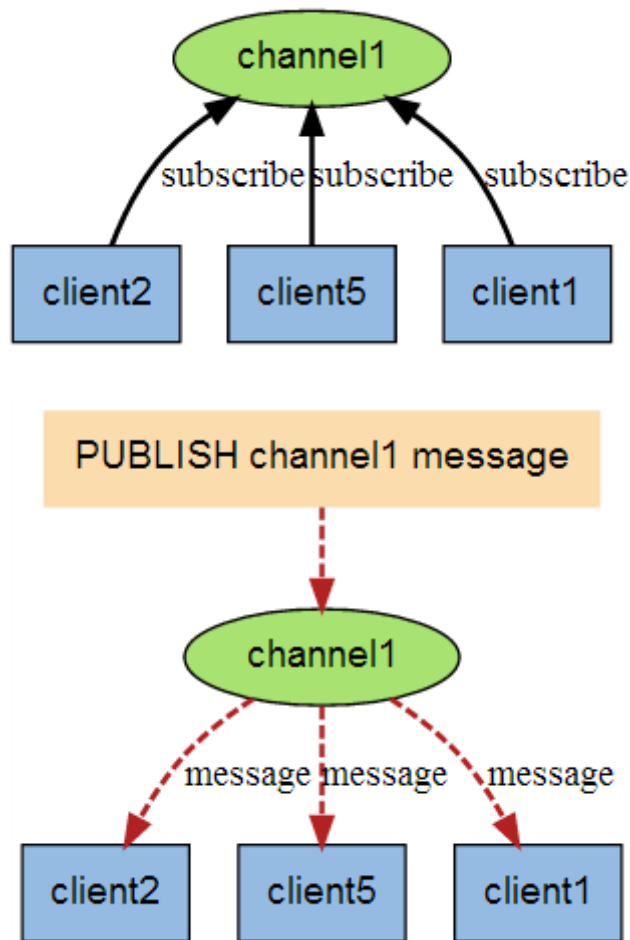 channel1
subscribe subscribe subscribe
client2 client5 client1
PUBLISH channel1 message
channel1
message message message
client2 client5 client1